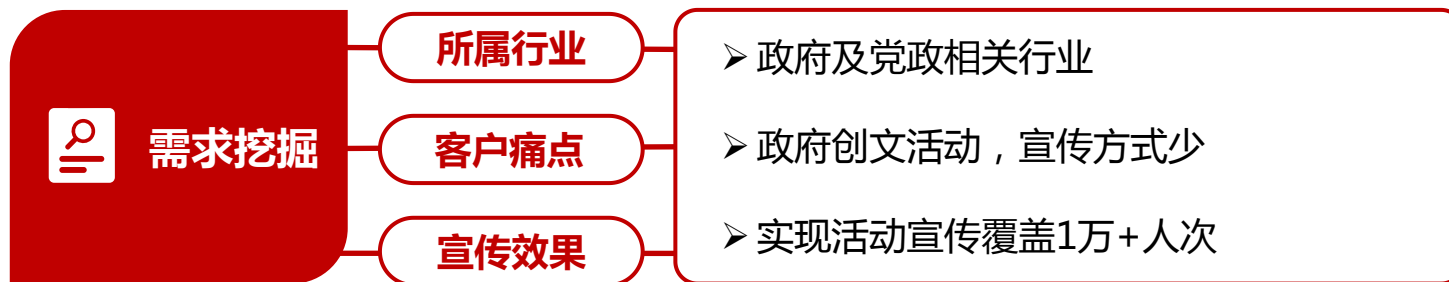 需求挖掘
所属行业
政府及党政相关行业
客户痛点
政府创文活动，宣传方式少
宣传效果
实现活动宣传覆盖1万+人次